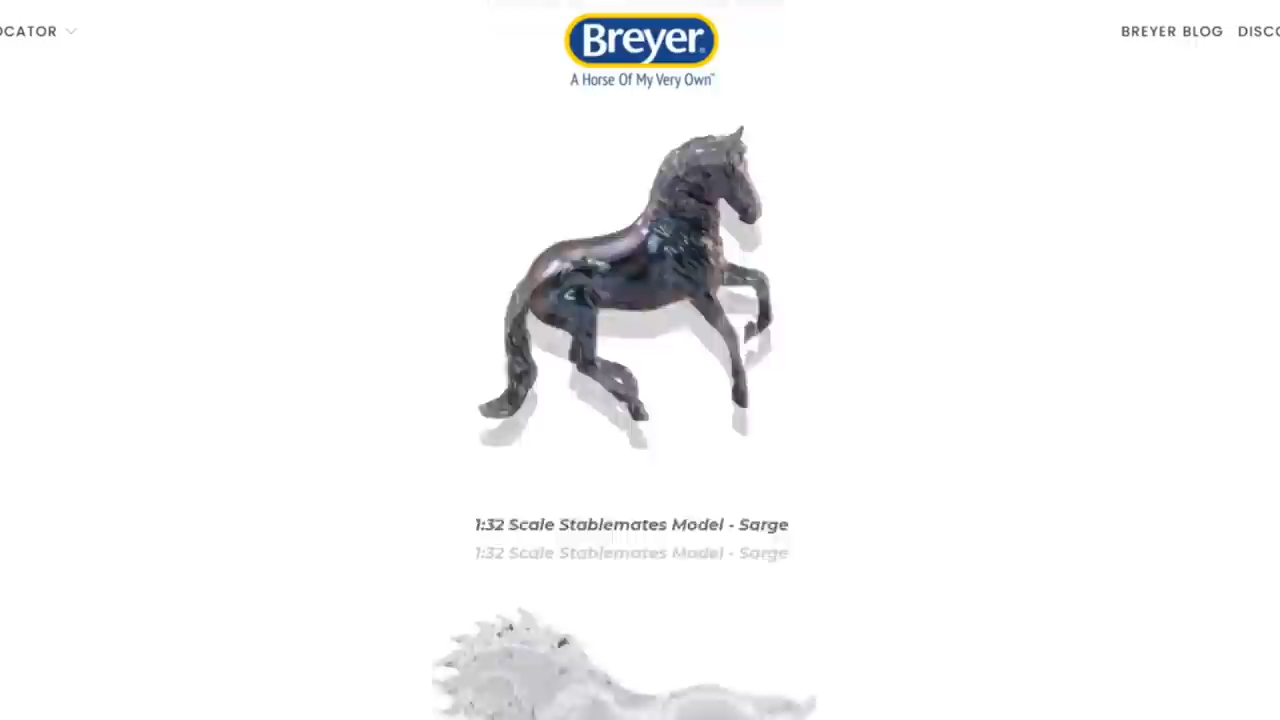 OCATOR
Breyer
A Horse Of My Very Own™
BREYER BLOG DISCO
1:32 Scale Stablemates Model - Sarge
1:32 Scale Stablemates Model - Sarge